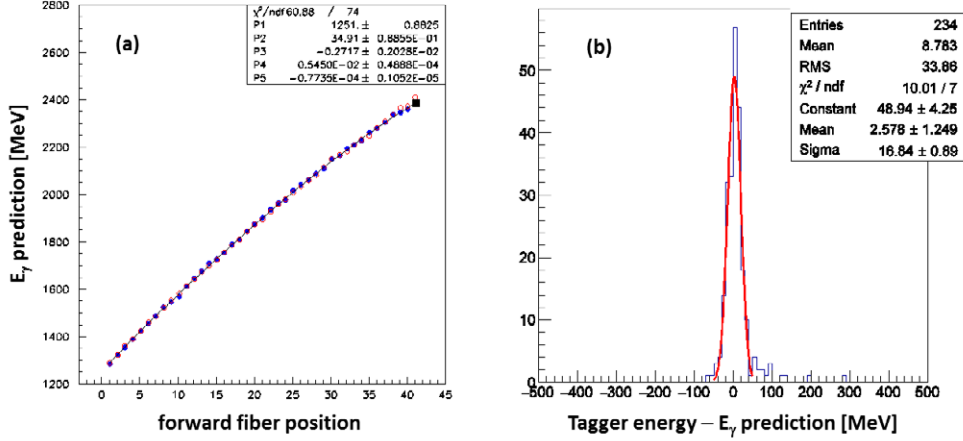 χ²/ndf 60.88 / 74
P1 1251. ± 0.8825
P2 34.91 ± 0.8855E-01
P3 -0.2717 ± 0.2028E-02
P4 0.5450E-02 ± 0.4888E-04
P5 -0.7735E-04 ± 0.1052E-05
(a)
2800
2600
2400
2200
2000
1800
1600
1400
1200
0 5 10 15 20 25 30 35 40 45
Eγ prediction [MeV]
forward fiber position
(b)
Entries 234
Mean 8.783
RMS 33.86
χ² / ndf 10.01 / 7
Constant 48.94 ± 4.25
Mean 2.578 ± 1.249
Sigma 16.84 ± 0.89
50
40
30
20
10
0
−500 −400 −300 −200 −100 0 100 200 300 400 500
Tagger energy − Eγ prediction [MeV]